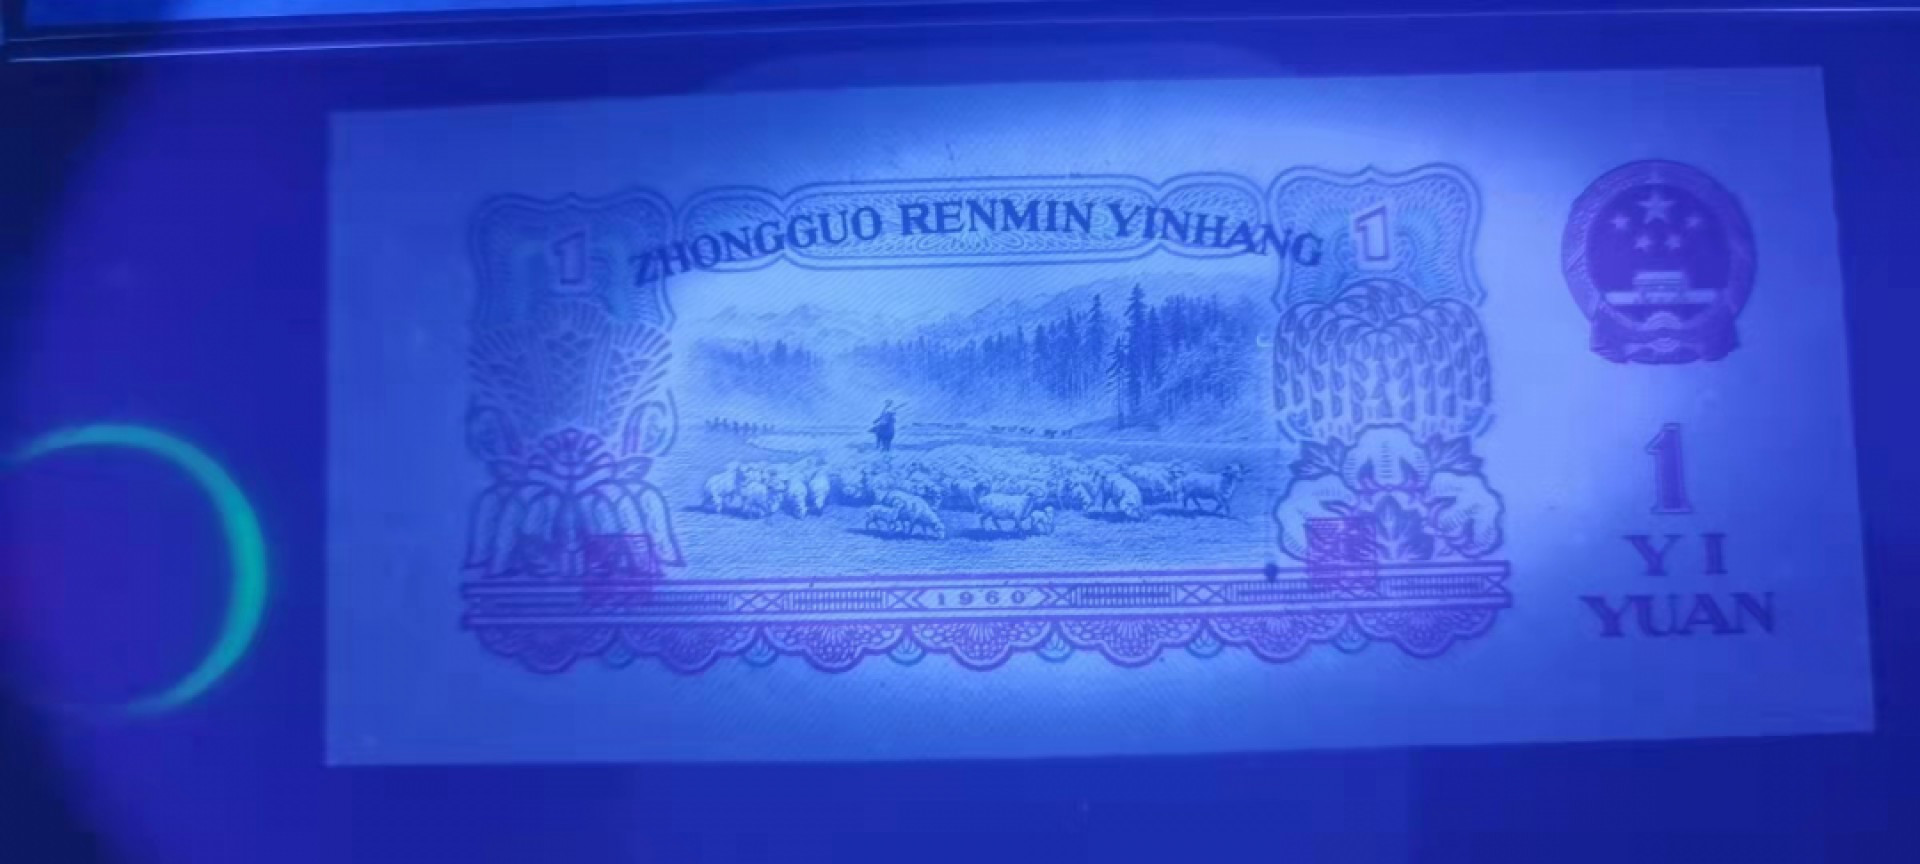 ZHONGGUO RENMIN YINHANG
1
1
1960
1
YI
YUAN